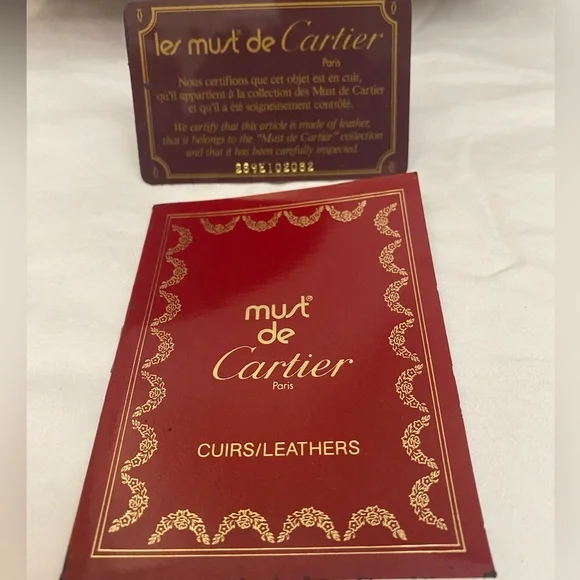 les must de Cartier
Paris
Nous certifions que cet objet est en cuir,
qu'il appartient à la collection des Must de Cartier
et qu'il a été soigneusement contrôlé.
We certify that this article is made of leather,
that it belongs to the "Must de Cartier" collection
and that it has been carefully inspected.
must®
de
Cartier
Paris
CUIRS/LEATHERS